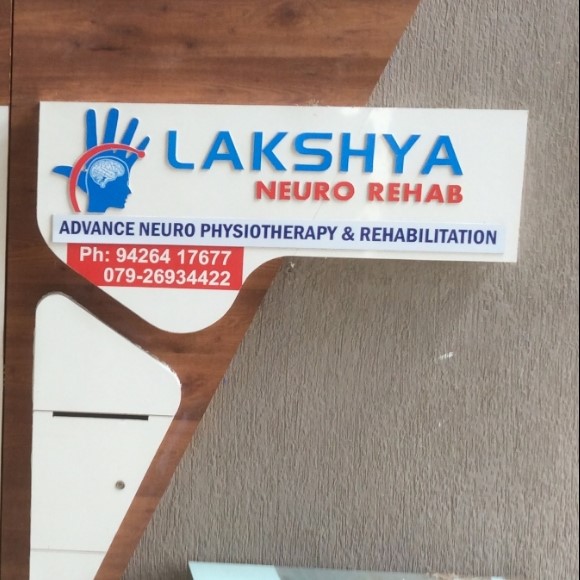 LAKSHYA
NEURO REHAB
ADVANCE NEURO PHYSIOTHERAPY & REHABILITATION
Ph: 94264 17677
079-26934422